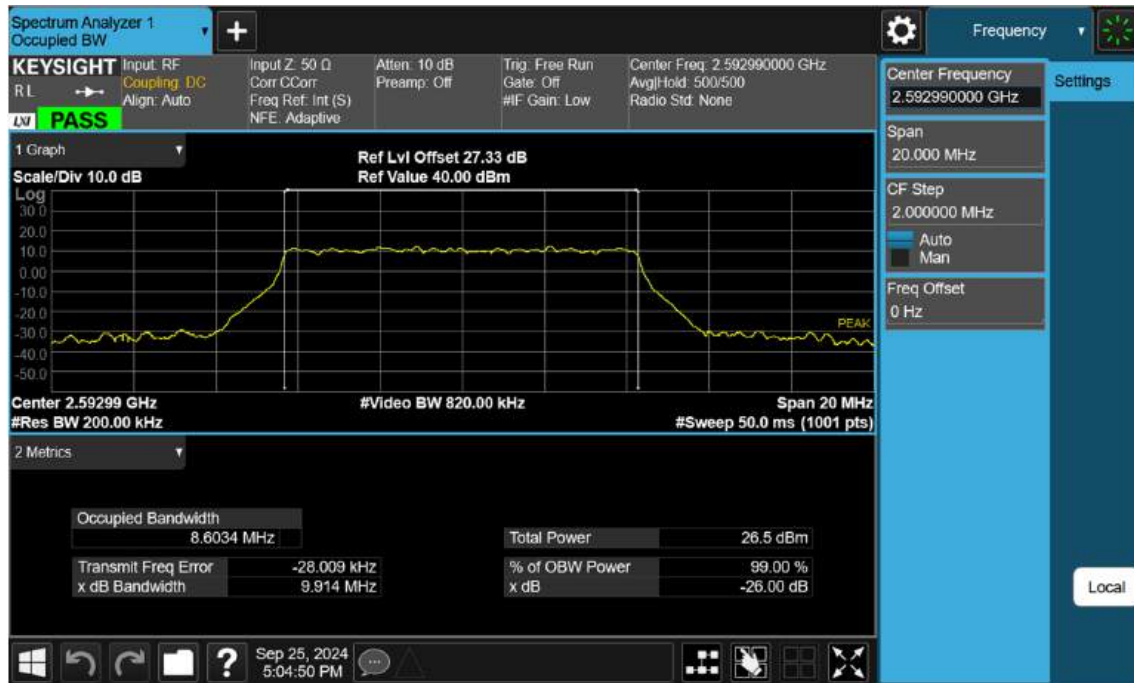 Spectrum Analyzer 1
Occupied BW
+
Frequency
KEYSIGHT
R L
LXI PASS
Input: RF
Coupling: DC
Align: Auto
Input Z: 50 Ω
Corr CCorr
Freq Ref: Int (S)
NFE: Adaptive
Atten: 10 dB
Preamp: Off
Trig: Free Run
Gate: Off
#IF Gain: Low
Center Freq: 2.592990000 GHz
Avg|Hold: 500/500
Radio Std: None
Center Frequency
2.592990000 GHz
Settings
Span
20.000 MHz
CF Step
2.000000 MHz
Auto
Man
Freq Offset
0 Hz
Local
1 Graph
Scale/Div 10.0 dB
Ref Lvl Offset 27.33 dB
Ref Value 40.00 dBm
Log
30.0
20.0
10.0
0.00
-10.0
-20.0
-30.0
-40.0
-50.0
PEAK
Center 2.59299 GHz #Video BW 820.00 kHz Span 20 MHz
#Res BW 200.00 kHz #Sweep 50.0 ms (1001 pts)
2 Metrics
Occupied Bandwidth
8.6034 MHz
Total Power 26.5 dBm
Transmit Freq Error -28.009 kHz % of OBW Power 99.00 %
x dB Bandwidth 9.914 MHz x dB -26.00 dB
?
Sep 25, 2024
5:04:50 PM